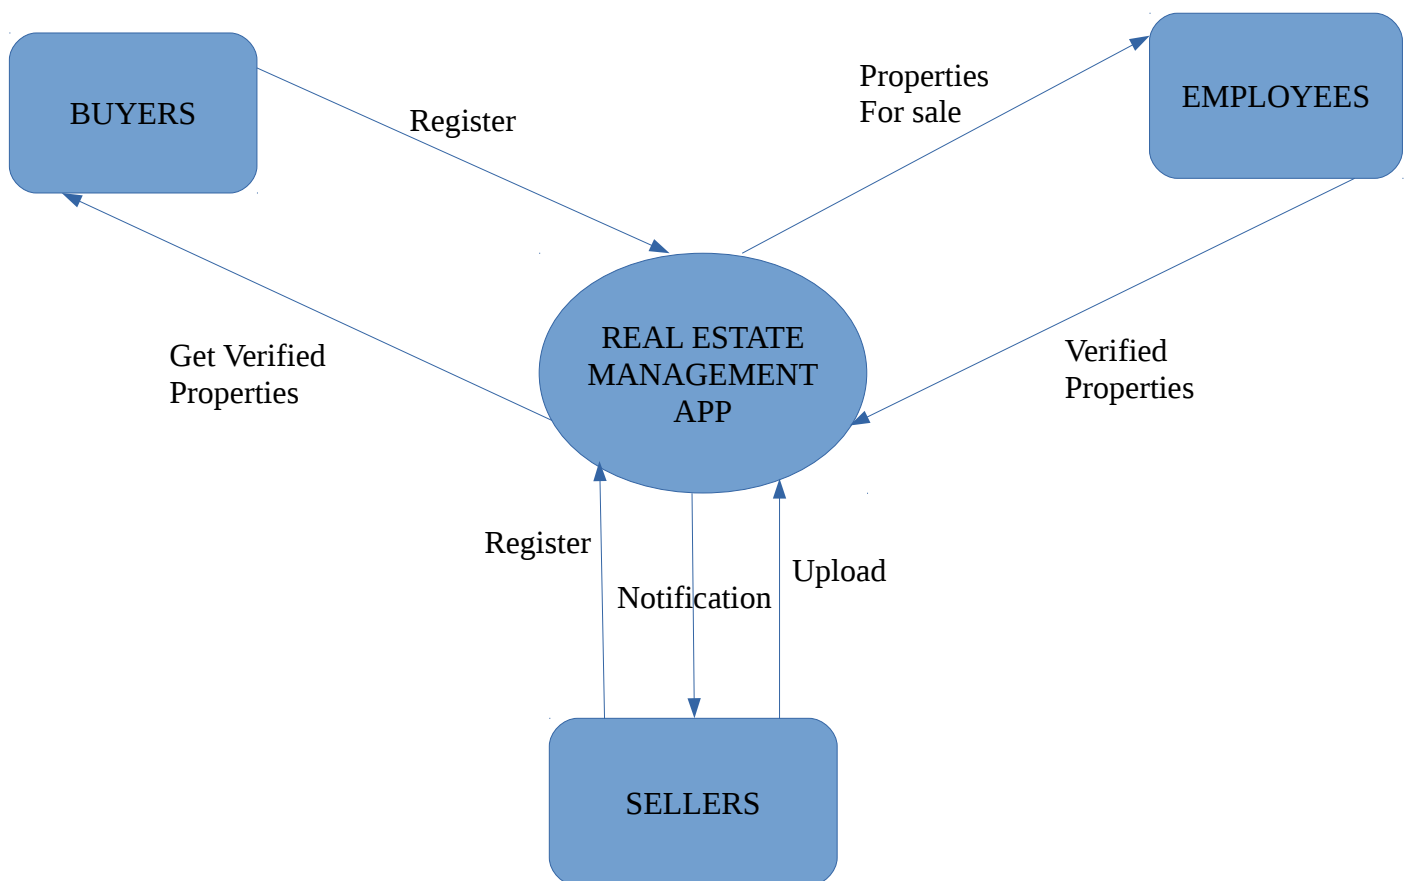 BUYERS
Register
Properties
For sale
EMPLOYEES
Get Verified
Properties
REAL ESTATE
MANAGEMENT
APP
Verified
Properties
Register
Notification
Upload
SELLERS